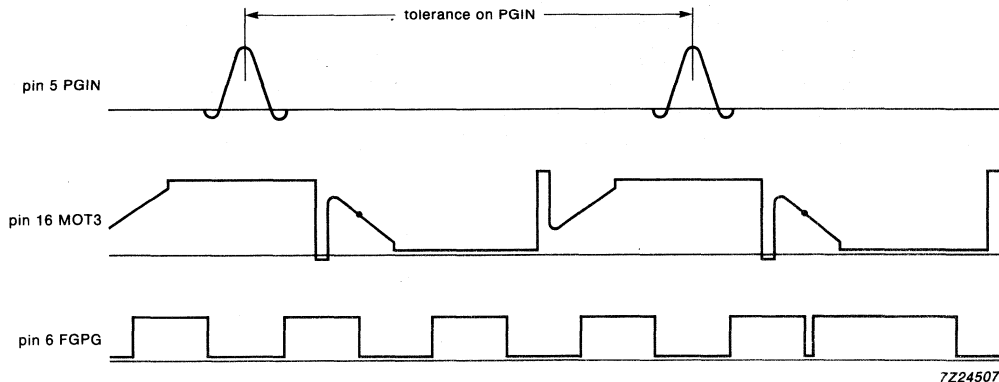 tolerance on PGIN
pin 5 PGIN
pin 16 MOT3
pin 6 FGPG
7Z24507